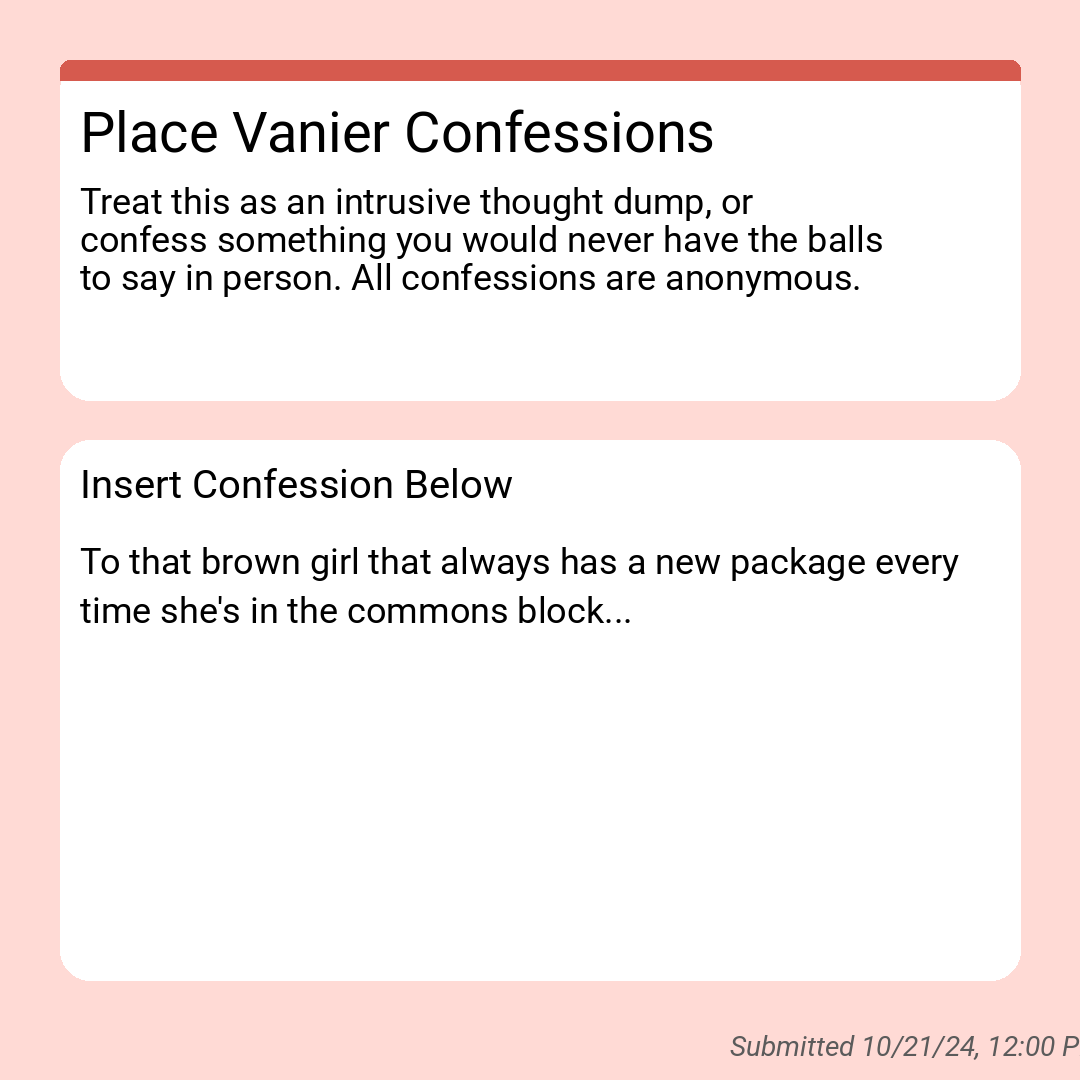 Place Vanier Confessions
Treat this as an intrusive thought dump, or
confess something you would never have the balls
to say in person. All confessions are anonymous.
Insert Confession Below
To that brown girl that always has a new package every
time she's in the commons block...
Submitted 10/21/24, 12:00 P